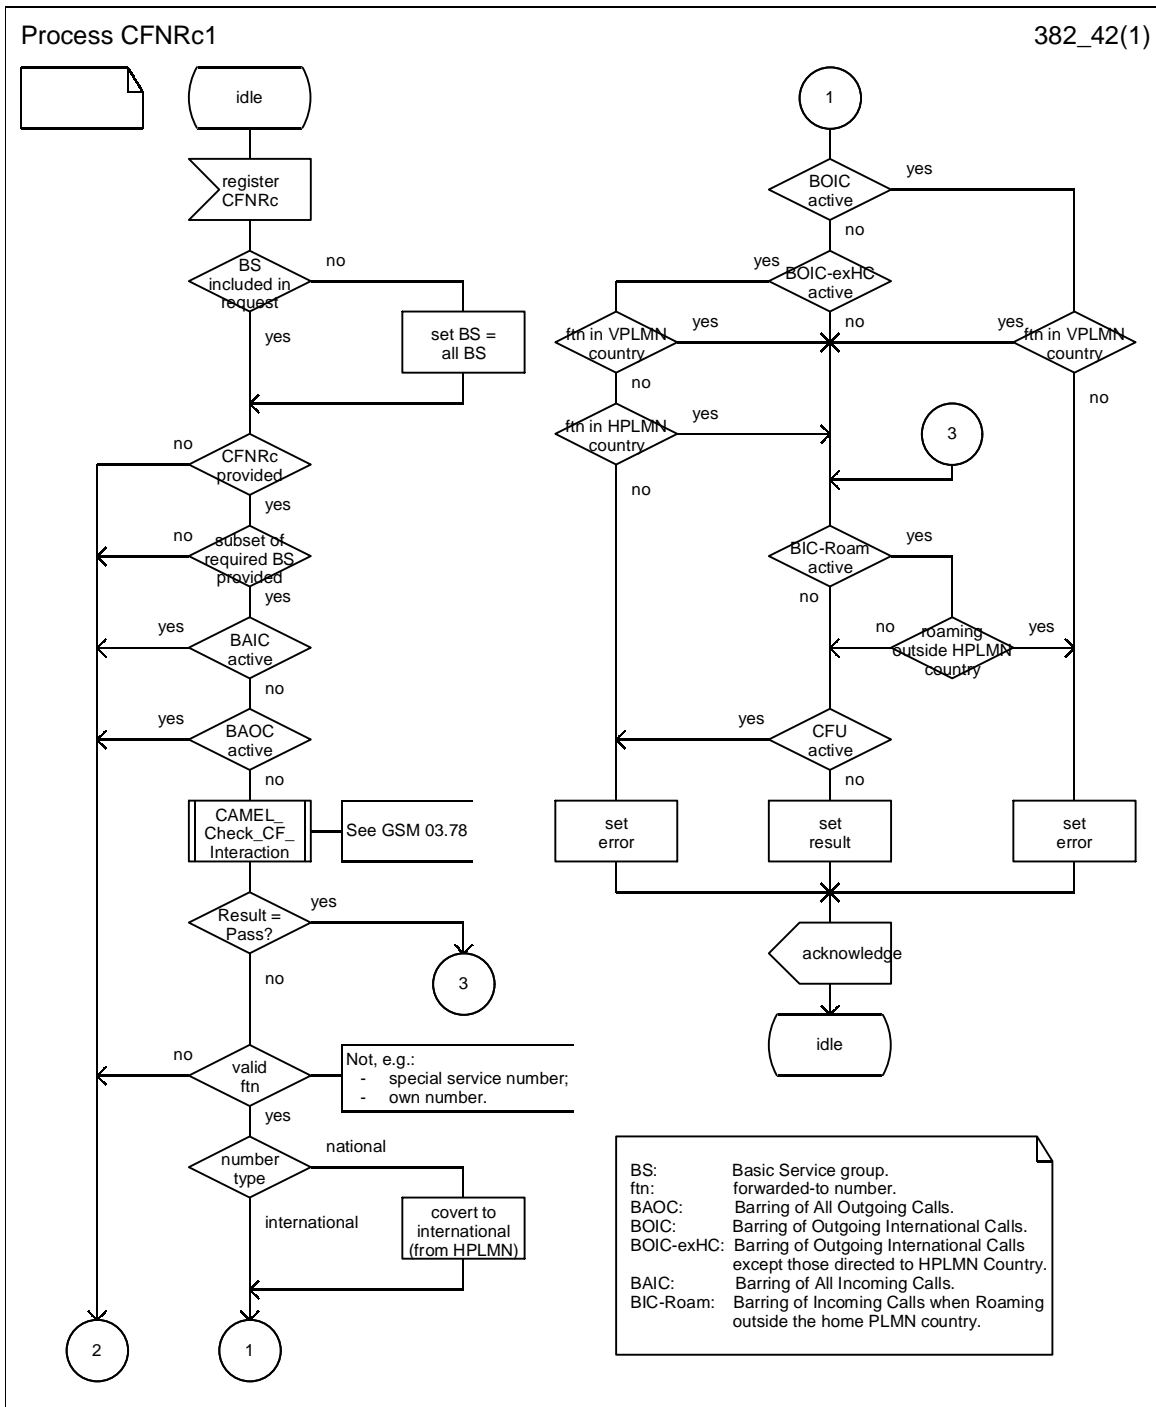 Process CFNRc1
382_42(1)
idle
register
CFNRc
BS
included in
request
no
yes
set BS =
all BS
CFNRc
provided
no
yes
subset of
required BS
provided
no
yes
BAIC
active
yes
no
BAOC
active
yes
no
CAMEL_
Check_CF_
Interaction
See GSM 03.78
Result =
Pass?
yes
no
3
valid
ftn
no
yes
Not, e.g.:
- special service number;
- own number.
number
type
national
international
covert to
international
(from HPLMN)
2
1
1
BOIC
active
yes
no
BOIC-exHC
active
yes
no
ftn in VPLMN
country
yes
no
ftn in VPLMN
country
yes
no
ftn in HPLMN
country
yes
no
3
BIC-Roam
active
yes
no
roaming
outside HPLMN
country
no
yes
CFU
active
yes
no
set
error
set
result
set
error
acknowledge
idle
BS: Basic Service group.
ftn: forwarded-to number.
BAOC: Barring of All Outgoing Calls.
BOIC: Barring of Outgoing International Calls.
BOIC-exHC: Barring of Outgoing International Calls
except those directed to HPLMN Country.
BAIC: Barring of All Incoming Calls.
BIC-Roam: Barring of Incoming Calls when Roaming
outside the home PLMN country.